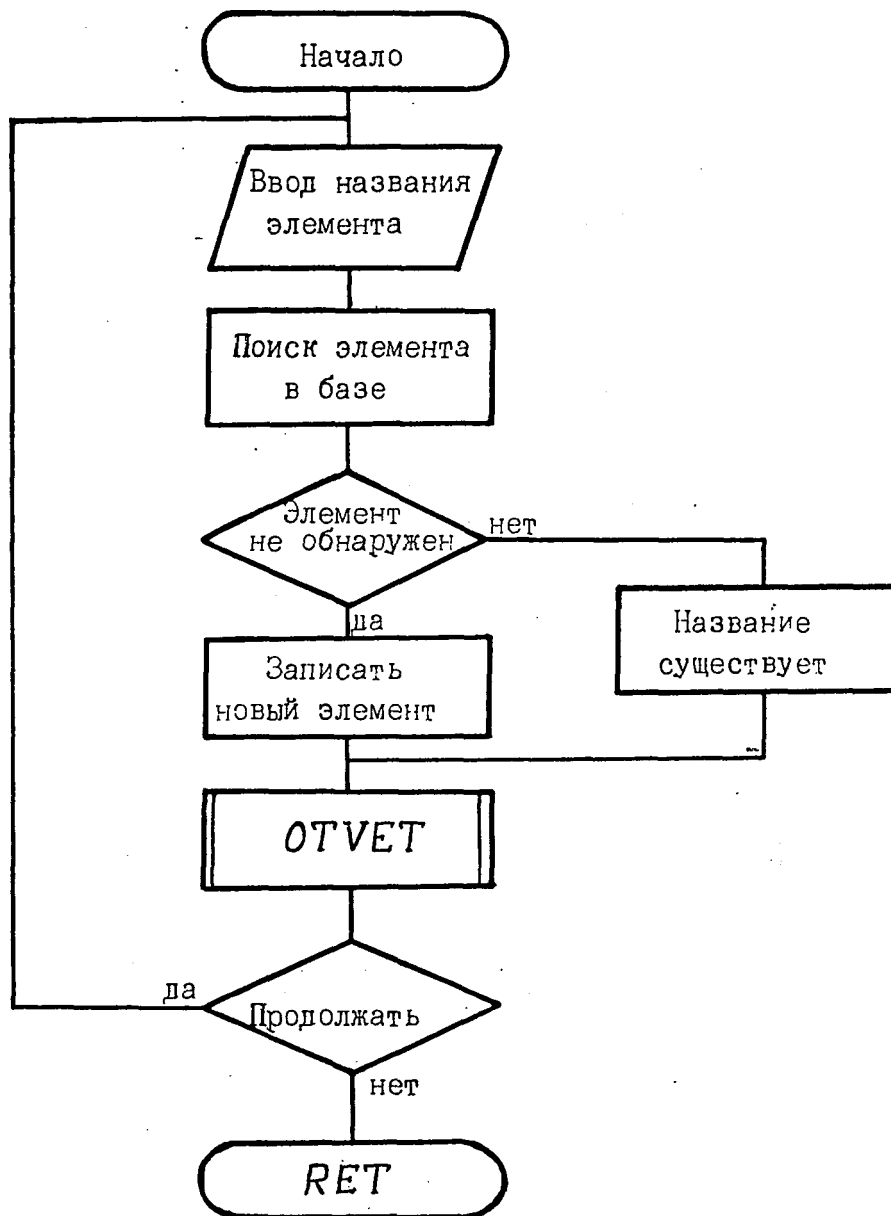 Начало
Ввод названия
элемента
Поиск элемента
в базе
Элемент
не обнаружен
нет
да
Записать
новый элемент
Название
существует
OTVET
да
Продолжать
нет
RET